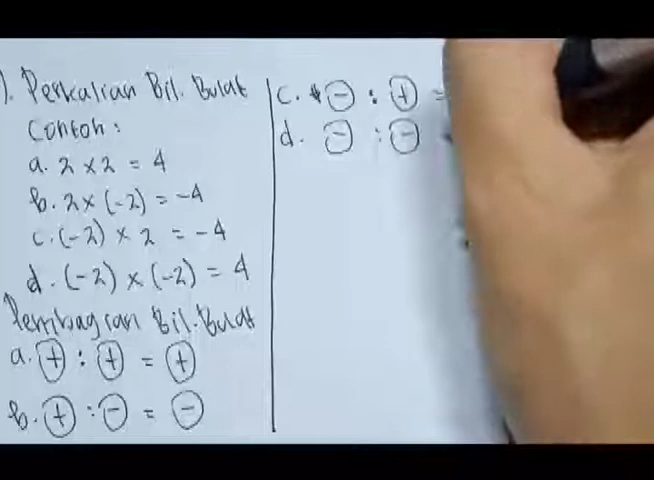 ). Perkalian Bil. Bulat
Contoh :
a. 2 × 2 = 4
b. 2 × (-2) = -4
c. (-2) × 2 = -4
d. (-2) × (-2) = 4
Pembagian Bil. Bulat
a. + : + = +
b. + : - = -
c. - : + =
d. - : -